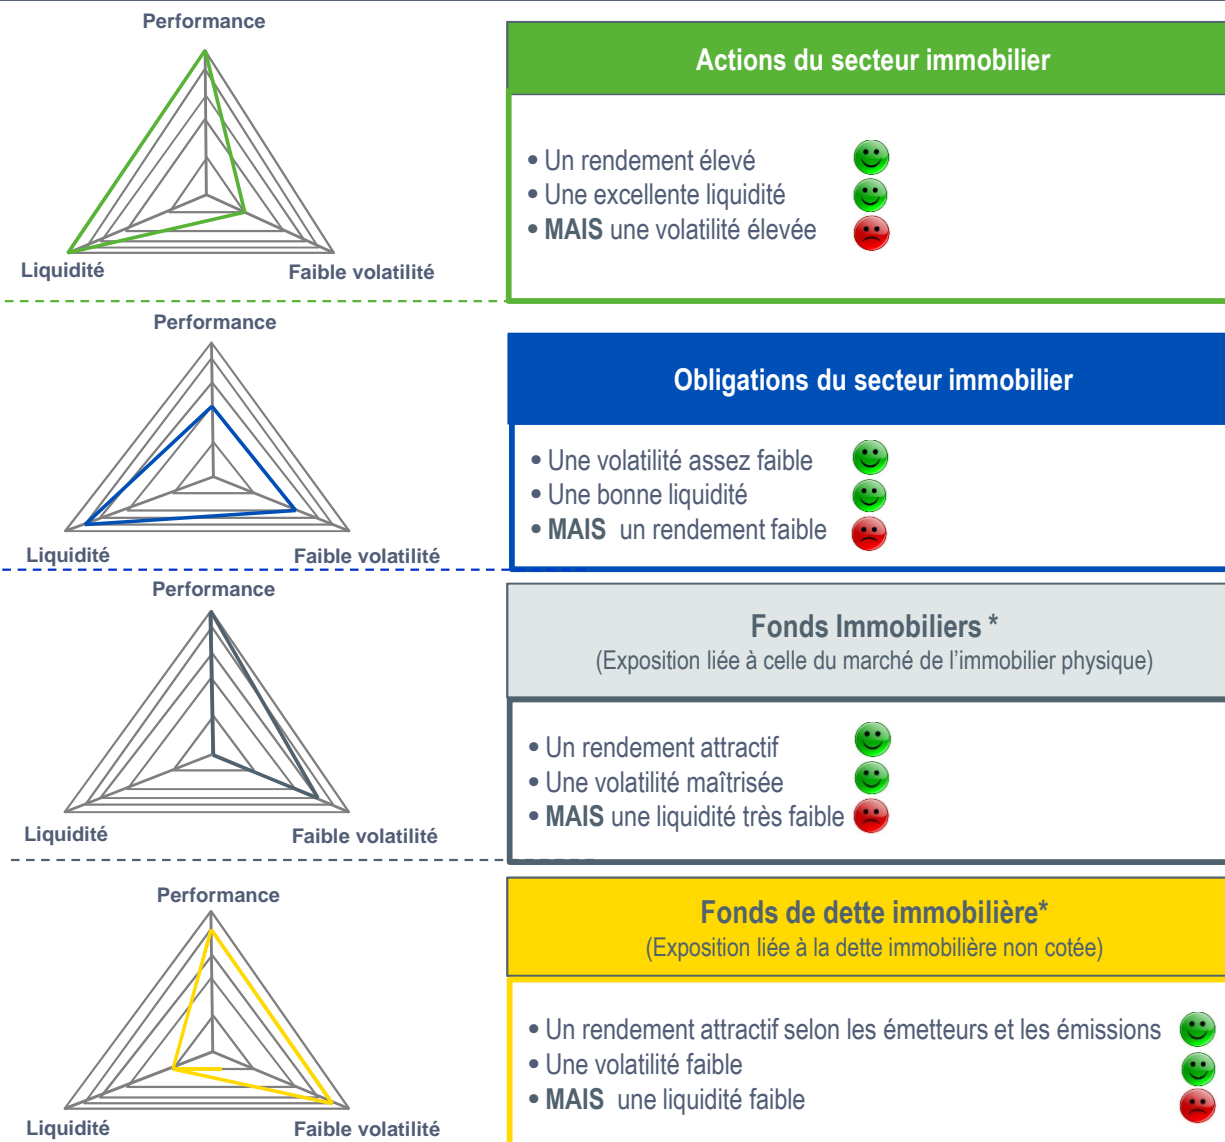 Performance
Liquidité
Faible volatilité
Actions du secteur immobilier
• Un rendement élevé
• Une excellente liquidité
• MAIS une volatilité élevée
Performance
Liquidité
Faible volatilité
Obligations du secteur immobilier
• Une volatilité assez faible
• Une bonne liquidité
• MAIS un rendement faible
Performance
Liquidité
Faible volatilité
Fonds Immobiliers *
(Exposition liée à celle du marché de l’immobilier physique)
• Un rendement attractif
• Une volatilité maîtrisée
• MAIS une liquidité très faible
Performance
Liquidité
Faible volatilité
Fonds de dette immobilière*
(Exposition liée à la dette immobilière non cotée)
• Un rendement attractif selon les émetteurs et les émissions
• Une volatilité faible
• MAIS une liquidité faible